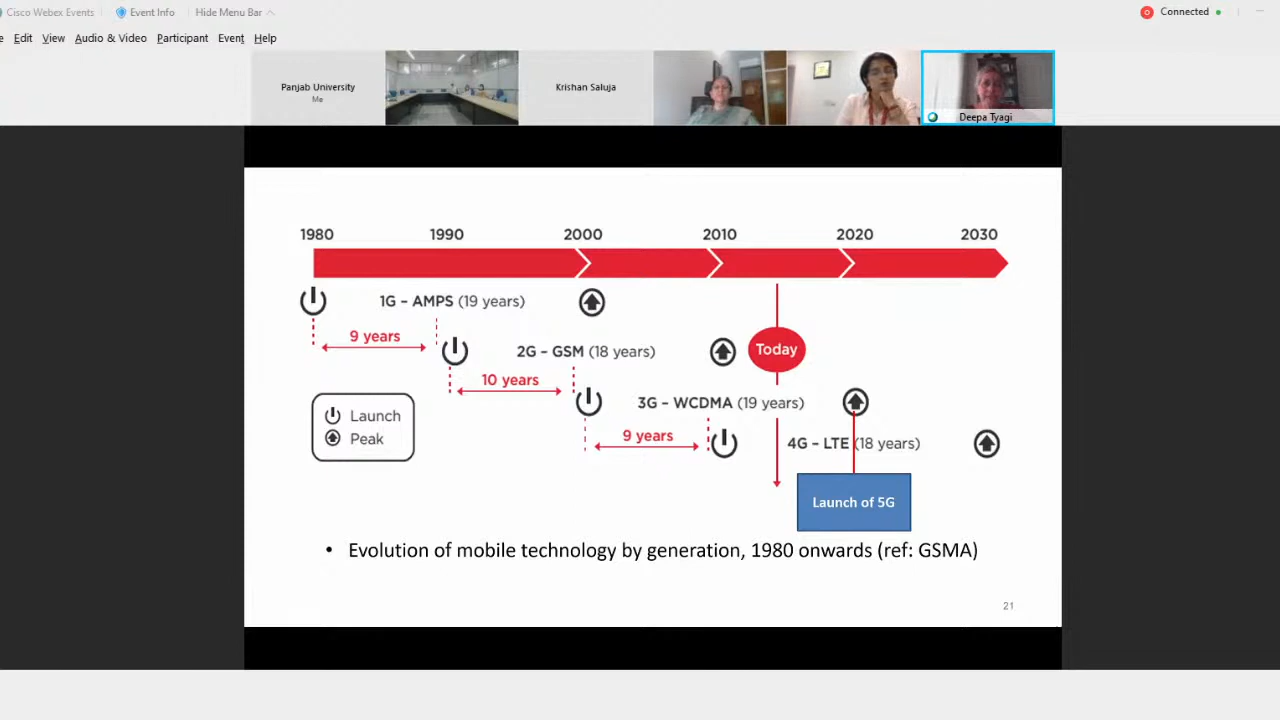 Cisco Webex Events Event Info Hide Menu Bar Connected
Edit View Audio & Video Participant Event Help
Panjab University
Me
Krishan Saluja
Deepa Tyagi
1980 1990 2000 2010 2020 2030
1G – AMPS (19 years)
9 years
2G – GSM (18 years)
Today
10 years
3G – WCDMA (19 years)
Launch
Peak
9 years
4G – LTE (18 years)
Launch of 5G
• Evolution of mobile technology by generation, 1980 onwards (ref: GSMA)
21